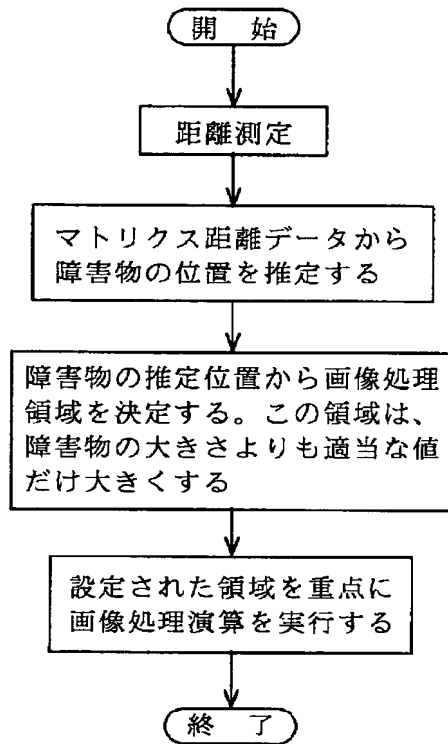 開 始
距離測定
マトリクス距離データから
障害物の位置を推定する
障害物の推定位置から画像処理
領域を決定する。この領域は、
障害物の大きさよりも適当な値
だけ大きくする
設定された領域を重点に
画像処理演算を実行する
終 了